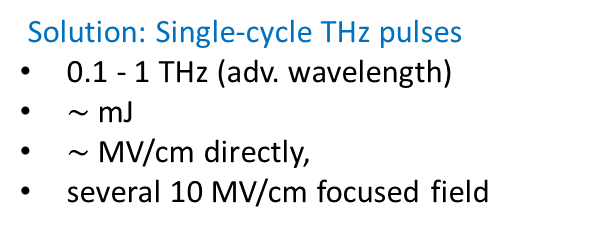 Solution: Single-cycle THz pulses
• 0.1 - 1 THz (adv. wavelength)
• ~ mJ
• ~ MV/cm directly,
• several 10 MV/cm focused field